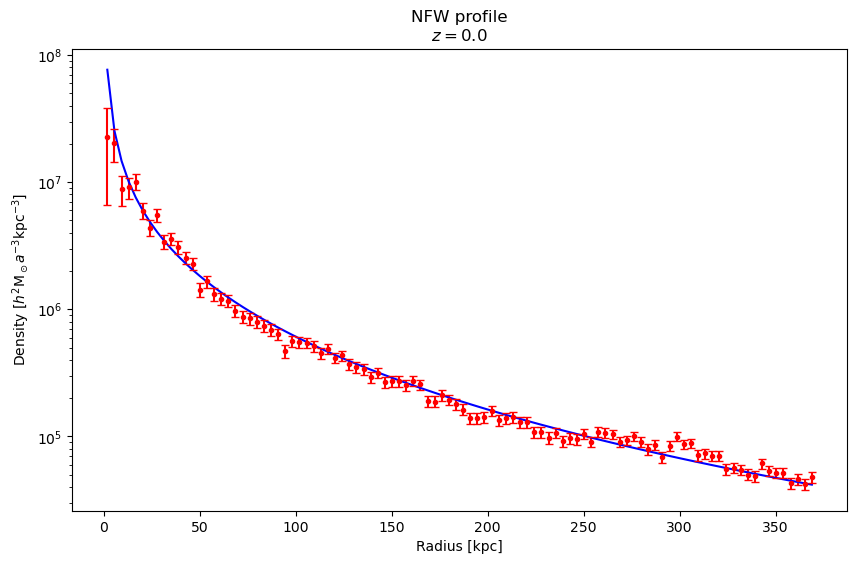 NFW profile
z = 0.0
Density [h²M⊙a⁻³kpc⁻³]
10⁸
10⁷
10⁶
10⁵
0 50 100 150 200 250 300 350
Radius [kpc]